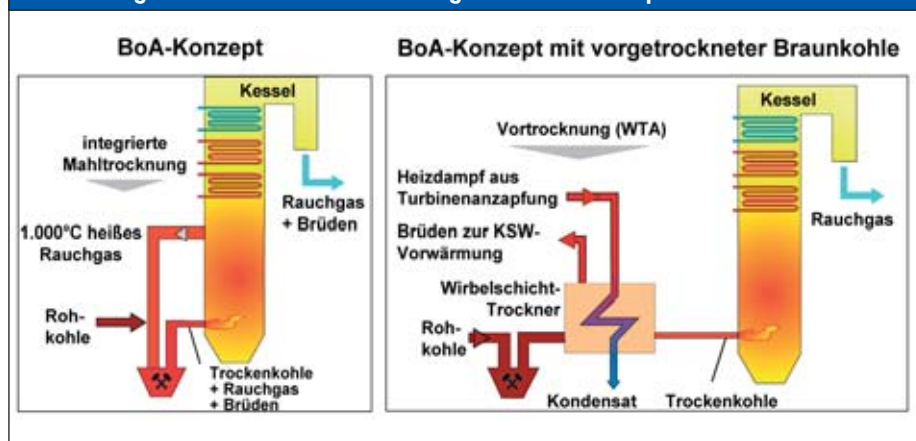 BoA-Konzept
integrierte
Mahltrocknung
1.000°C heißes
Rauchgas
Roh-
kohle
Kessel
Rauchgas
+ Brüden
Trockenkohle
+ Rauchgas
+ Brüden
BoA-Konzept mit vorgetrockneter Braunkohle
Vortrocknung (WTA)
Heizdampf aus
Turbinenanzapfung
Brüden zur KSW-
Vorwärmung
Wirbelschicht-
Trockner
Roh-
kohle
Kondensat
Trockenkohle
Kessel
Rauchgas